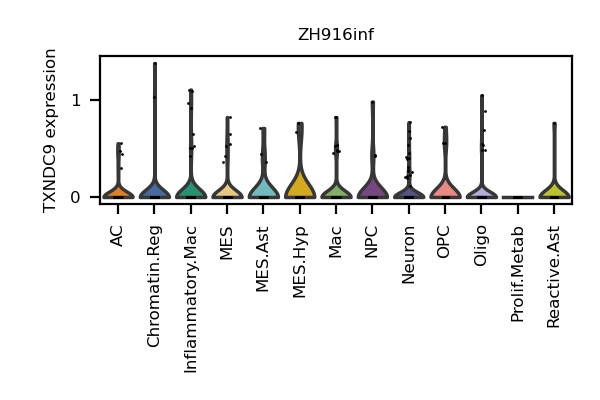 ZH916inf
TXNDC9 expression
1
0
AC
Chromatin.Reg
Inflammatory.Mac
MES
MES.Ast
MES.Hyp
Mac
NPC
Neuron
OPC
Oligo
Prolif.Metab
Reactive.Ast